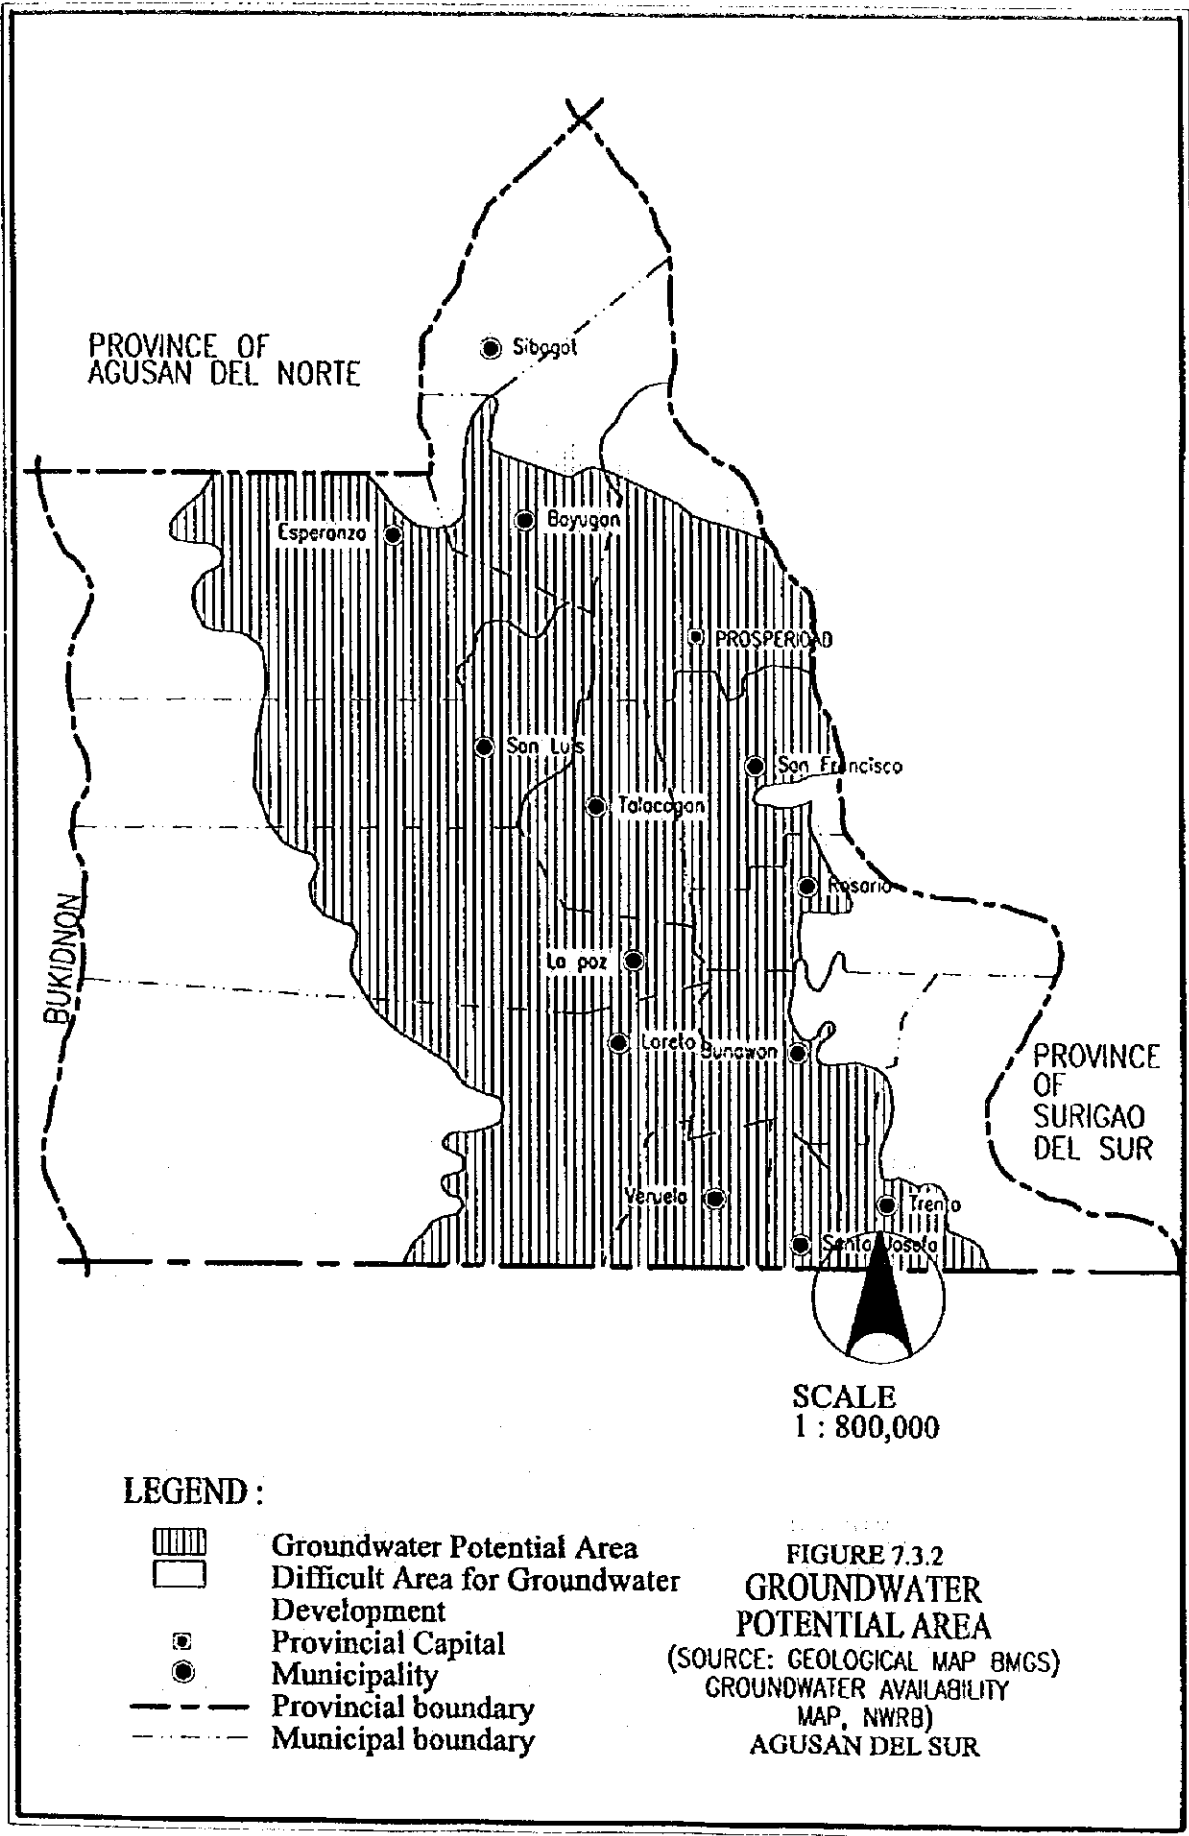 PROVINCE OF
AGUSAN DEL NORTE
Sibagat
Esperanza
Bayugan
PROSPERIDAD
San Luis
San Francisco
Talacogan
Rosario
BUKIDNON
La paz
Loreto
Bunawan
PROVINCE
OF
SURIGAO
DEL SUR
Veruela
Trento
Santa Josefa
SCALE
1 : 800,000
LEGEND :
Groundwater Potential Area
Difficult Area for Groundwater
Development
Provincial Capital
Municipality
Provincial boundary
Municipal boundary
FIGURE 7.3.2
GROUNDWATER
POTENTIAL AREA
(SOURCE: GEOLOGICAL MAP BMGS)
GROUNDWATER AVAILABILITY
MAP, NWRB)
AGUSAN DEL SUR